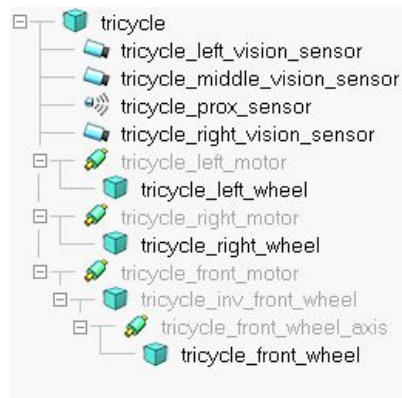 tricycle
tricycle_left_vision_sensor
tricycle_middle_vision_sensor
tricycle_prox_sensor
tricycle_right_vision_sensor
tricycle_left_motor
tricycle_left_wheel
tricycle_right_motor
tricycle_right_wheel
tricycle_front_motor
tricycle_inv_front_wheel
tricycle_front_wheel_axis
tricycle_front_wheel